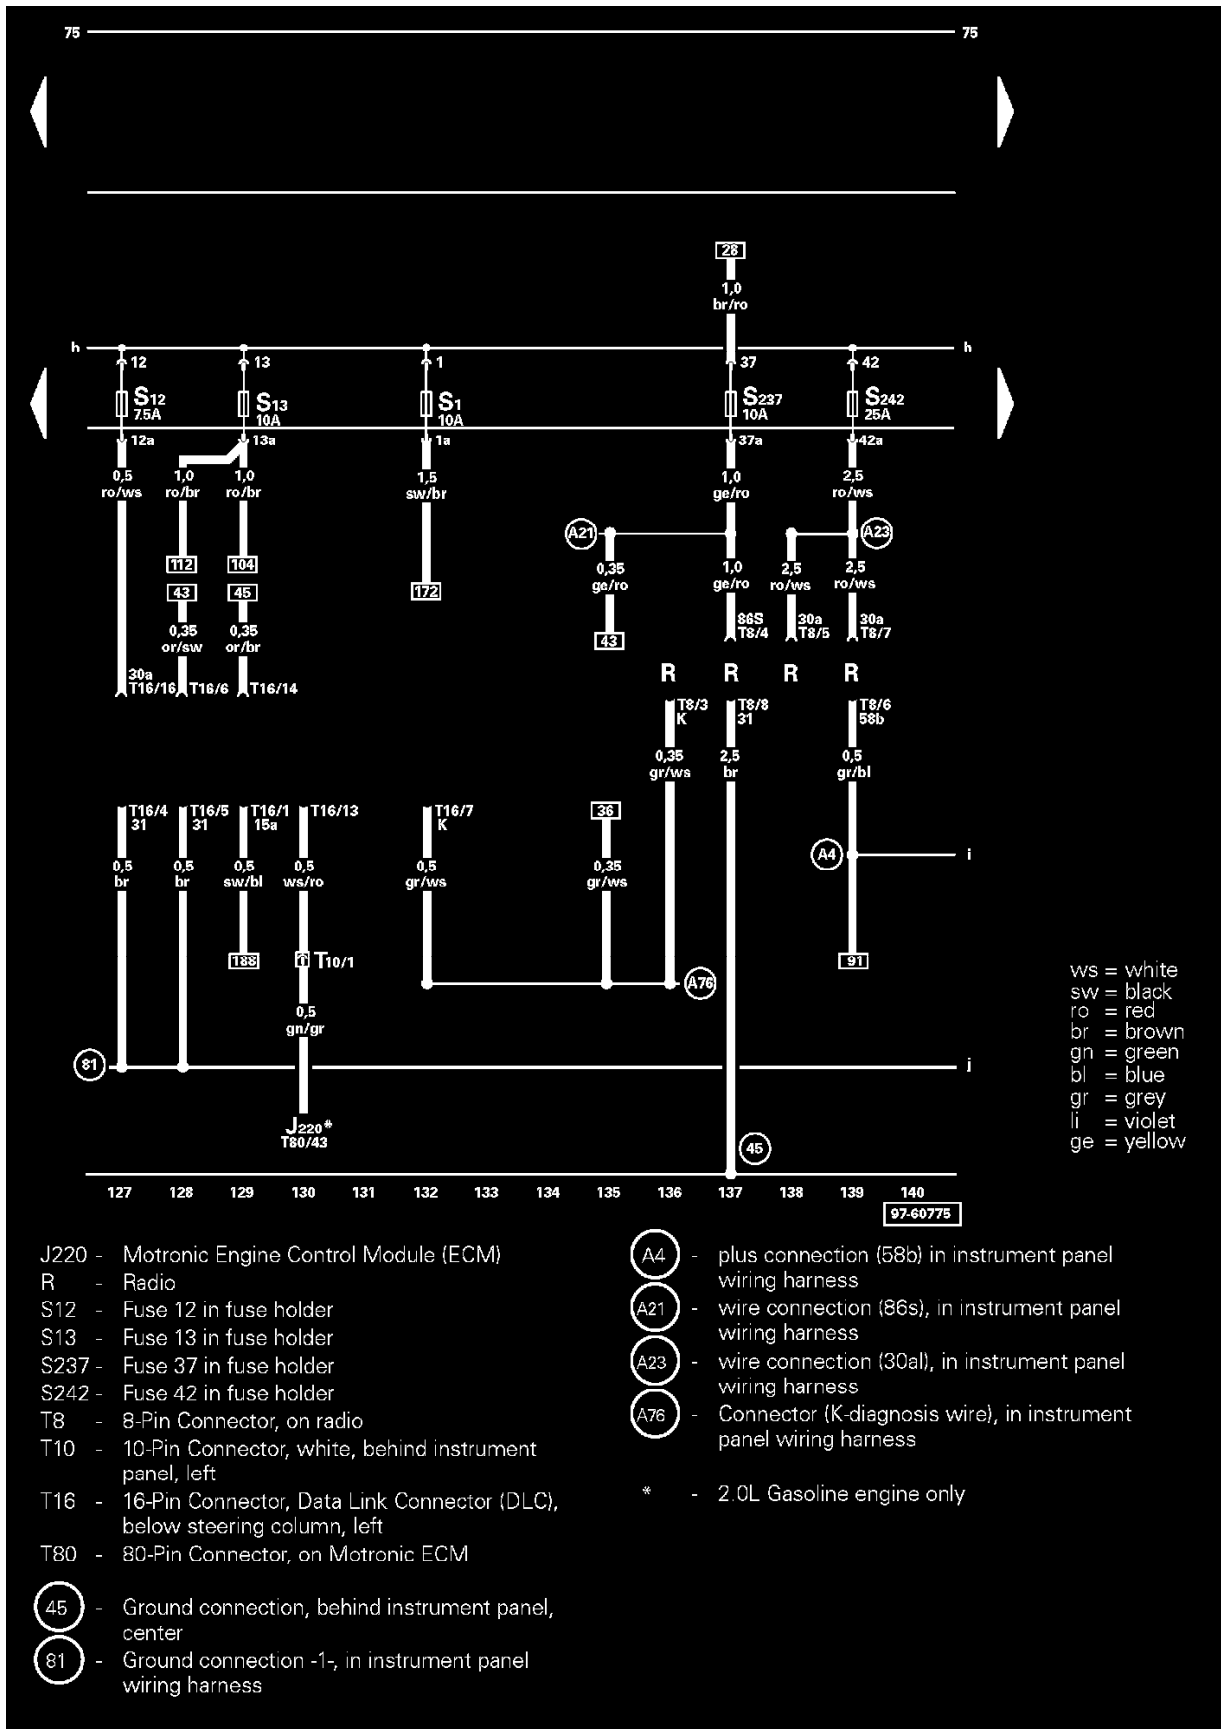 75 75
28
1,0
br/ro
h h
12 13 1 37 42
S12 S13 S1 S237 S242
7.5A 10A 10A 10A 25A
12a 13a 1a 37a 42a
0,5 1,0 1,0 1,5 1,0 2,5
ro/ws ro/br ro/br sw/br ge/ro ro/ws
A21 A23
112 104 0,35 1,0 2,5 2,5
43 45 172 ge/ro ge/ro ro/ws ro/ws
0,35 0,35 86S 30a 30a
or/sw or/br 43 T8/4 T8/5 T8/7
30a R R R R
T16/16 T16/6 T16/14
T8/3 T8/8 T8/6
K 31 58b
0,35 2,5 0,5
gr/ws br gr/bl
T16/4 T16/5 T16/1 T16/13 T16/7 36
31 31 15a K
A4 i
0,5 0,5 0,5 0,5 0,5 0,35
br br sw/bl ws/ro gr/ws gr/ws
188 1 T10/1 91
A76
0,5
gn/gr
81 j
J220*
T80/43
45
127 128 129 130 131 132 133 134 135 136 137 138 139 140
97-60775
ws = white
sw = black
ro = red
br = brown
gn = green
bl = blue
gr = grey
li = violet
ge = yellow
J220 - Motronic Engine Control Module (ECM)
R - Radio
S12 - Fuse 12 in fuse holder
S13 - Fuse 13 in fuse holder
S237 - Fuse 37 in fuse holder
S242 - Fuse 42 in fuse holder
T8 - 8-Pin Connector, on radio
T10 - 10-Pin Connector, white, behind instrument
panel, left
T16 - 16-Pin Connector, Data Link Connector (DLC),
below steering column, left
T80 - 80-Pin Connector, on Motronic ECM
45 - Ground connection, behind instrument panel,
center
81 - Ground connection -1-, in instrument panel
wiring harness
A4 - plus connection (58b) in instrument panel
wiring harness
A21 - wire connection (86s), in instrument panel
wiring harness
A23 - wire connection (30al), in instrument panel
wiring harness
A76 - Connector (K-diagnosis wire), in instrument
panel wiring harness
* - 2.0L Gasoline engine only